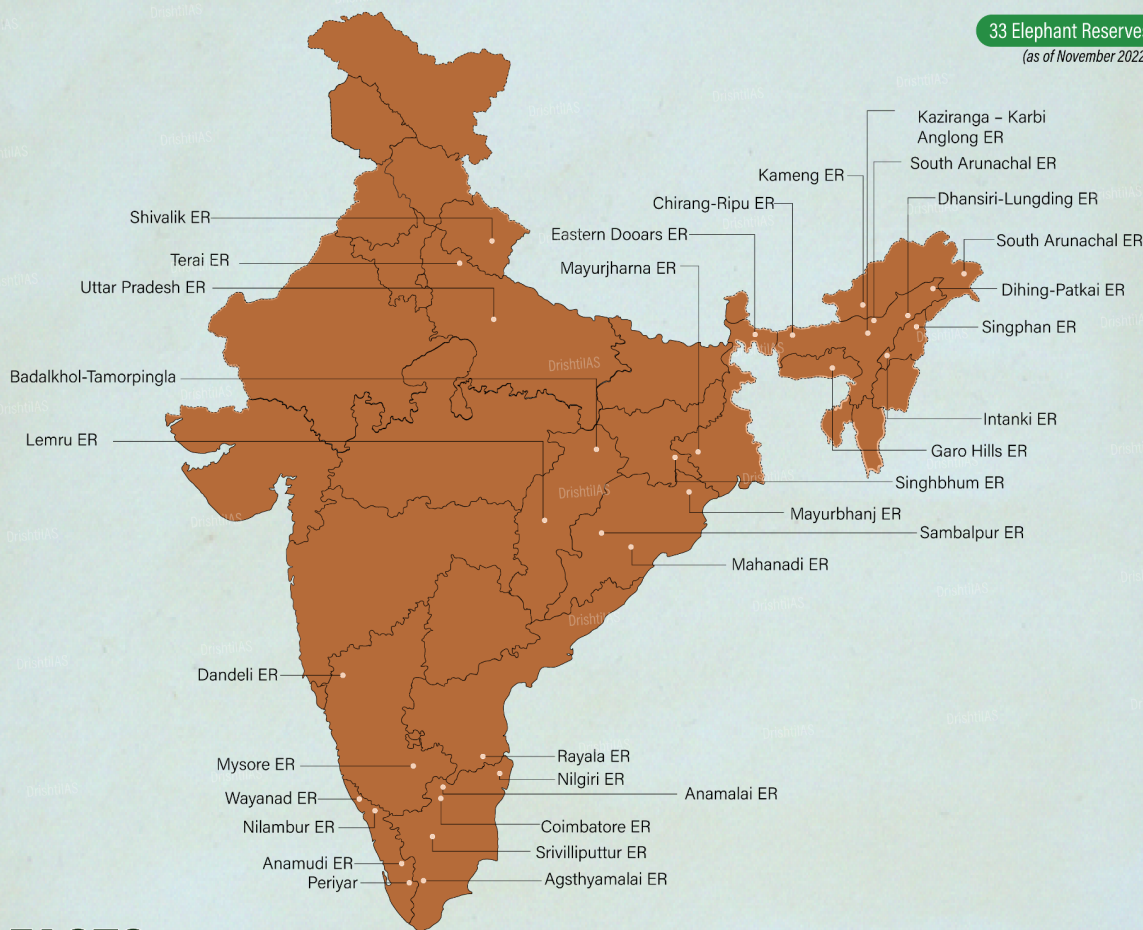 33 Elephant Reserves
(as of November 2022
Kaziranga – Karbi
Anglong ER
South Arunachal ER
Kameng ER
Dhansiri-Lungding ER
Chirang-Ripu ER
Shivalik ER
Eastern Dooars ER
South Arunachal ER
Terai ER
Mayurjharna ER
Uttar Pradesh ER
Dihing-Patkai ER
Singphan ER
Badalkhol-Tamorpingla
Intanki ER
Lemru ER
Garo Hills ER
Singhbhum ER
Mayurbhanj ER
Sambalpur ER
Mahanadi ER
Dandeli ER
Rayala ER
Mysore ER
Nilgiri ER
Anamalai ER
Wayanad ER
Nilambur ER
Coimbatore ER
Srivilliputtur ER
Anamudi ER
Periyar
Agsthyamalai ER
DrishtiIAS